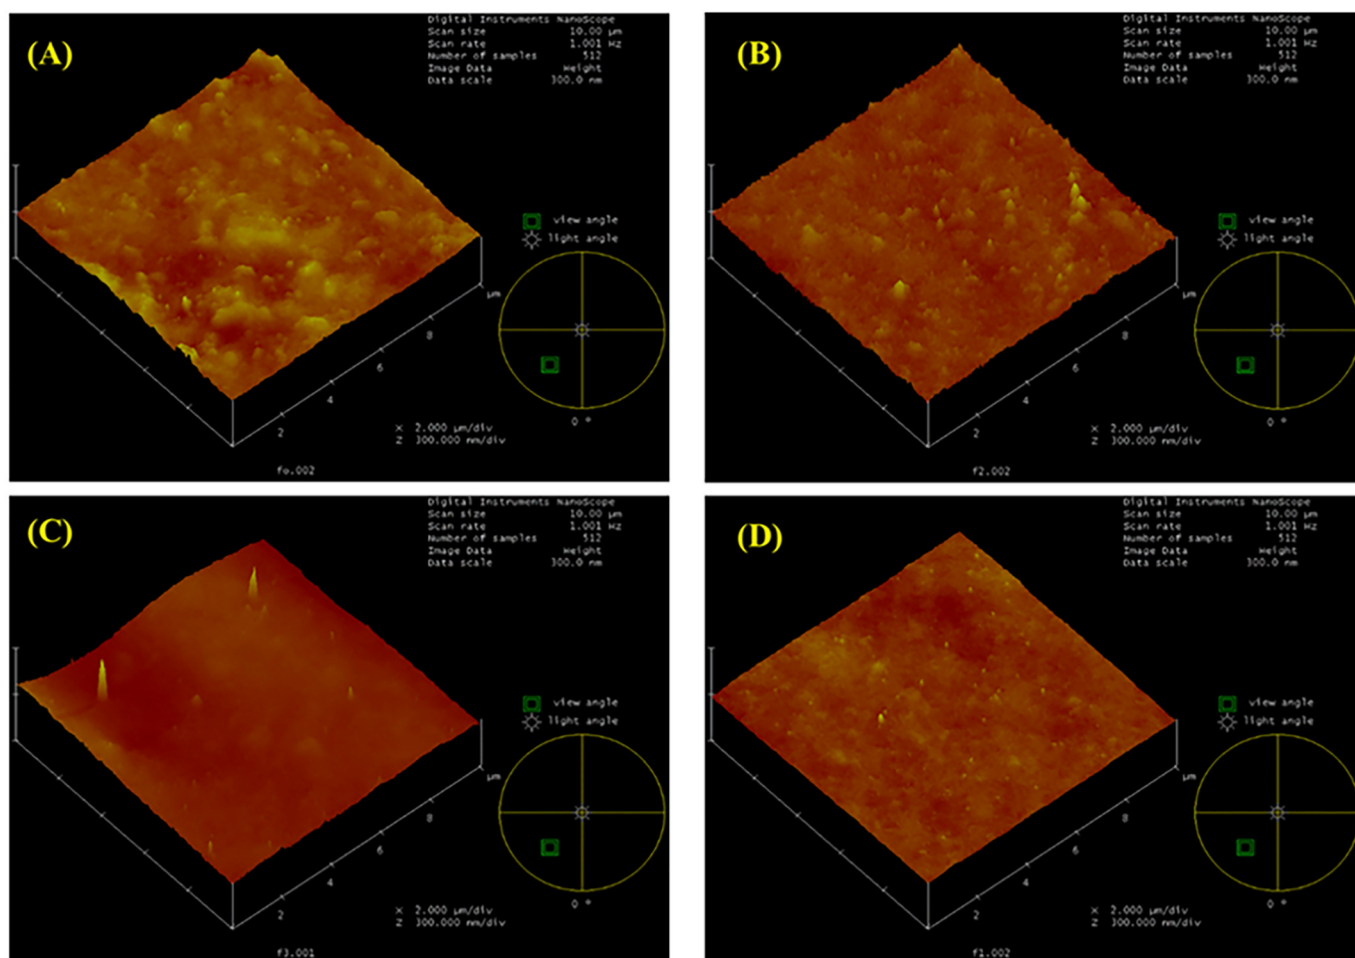 (A)
Digital Instruments NanoScope
Scan size 10.00 µm
Scan rate 1.001 Hz
Number of samples 512
Image Data Height
Data scale 300.0 nm
view angle
light angle
µm
8
6
4
2
X 2.000 µm/div
Z 300.000 nm/div
0 °
fo.002
(B)
Digital Instruments NanoScope
Scan size 10.00 µm
Scan rate 1.001 Hz
Number of samples 512
Image Data Height
Data scale 300.0 nm
view angle
light angle
µm
8
6
4
2
X 2.000 µm/div
Z 300.000 nm/div
0 °
f2.002
(C)
Digital Instruments NanoScope
Scan size 10.00 µm
Scan rate 1.001 Hz
Number of samples 512
Image Data Height
Data scale 300.0 nm
view angle
light angle
µm
8
6
4
2
X 2.000 µm/div
Z 300.000 nm/div
0 °
f3.001
(D)
Digital Instruments NanoScope
Scan size 10.00 µm
Scan rate 1.001 Hz
Number of samples 512
Image Data Height
Data scale 300.0 nm
view angle
light angle
µm
8
6
4
2
X 2.000 µm/div
Z 300.000 nm/div
0 °
f1.002